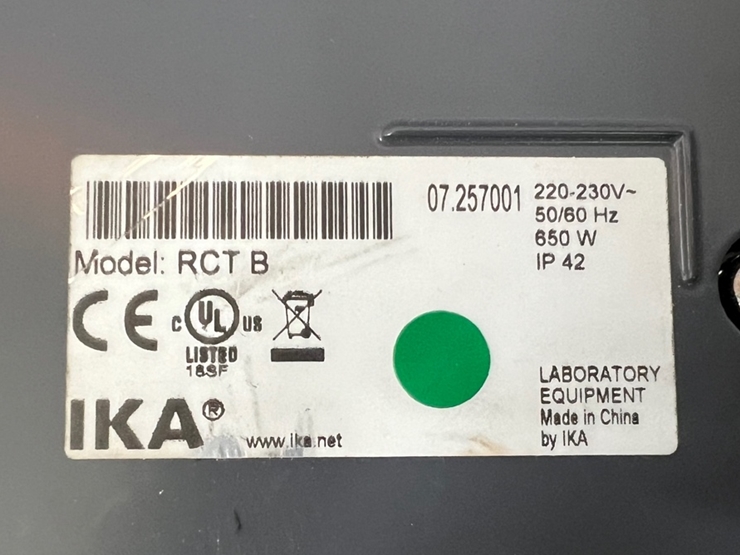 07.257001
220-230V~
50/60 Hz
650 W
IP 42
Model: RCT B
CE
C UL US
LISTED
18SF
IKA®
www.ika.net
LABORATORY
EQUIPMENT
Made in China
by IKA